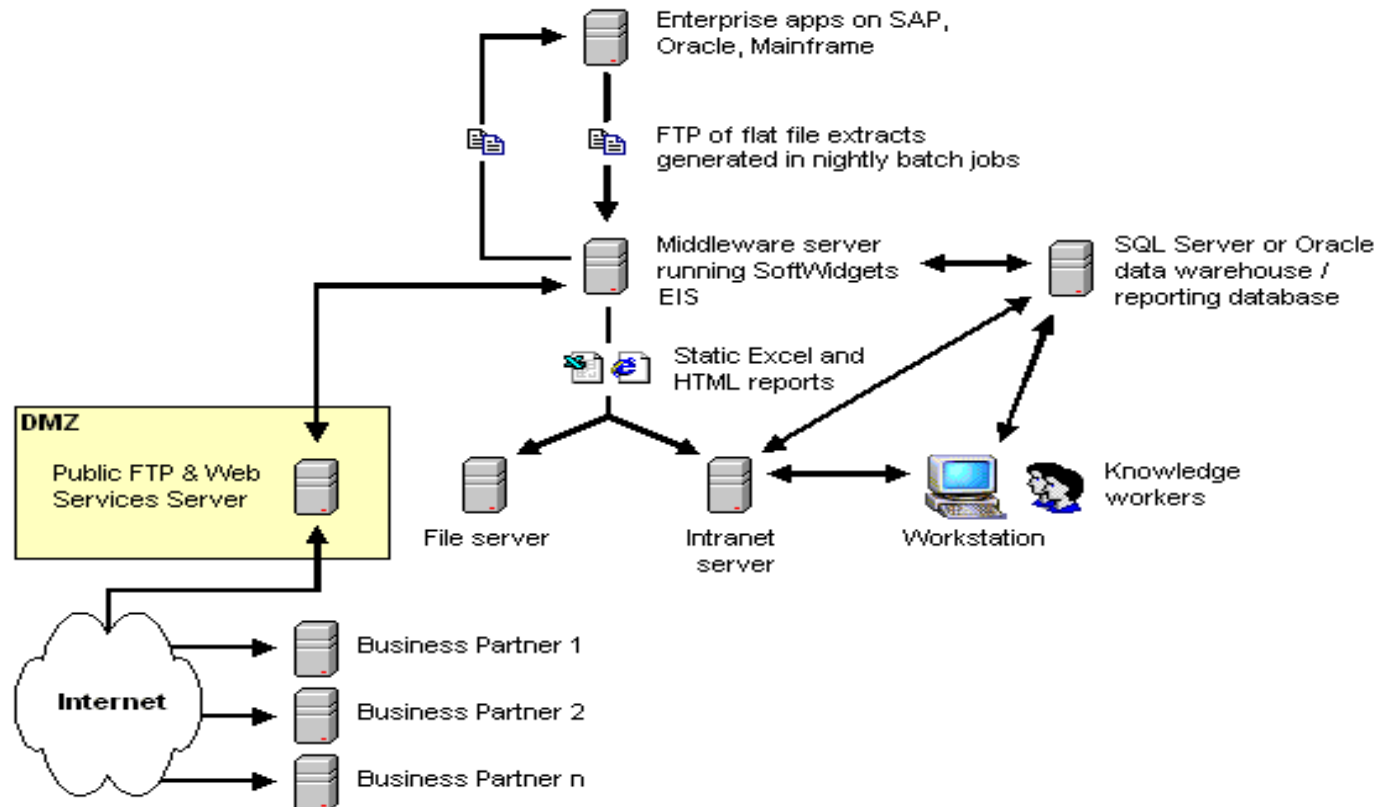 Enterprise apps on SAP,
Oracle, Mainframe
FTP of flat file extracts
generated in nightly batch jobs
Middleware server
running SoftWidgets
EIS
SQL Server or Oracle
data warehouse /
reporting database
Static Excel and
HTML reports
DMZ
Public FTP & Web
Services Server
File server
Intranet
server
Workstation
Knowledge
workers
Internet
Business Partner 1
Business Partner 2
Business Partner n